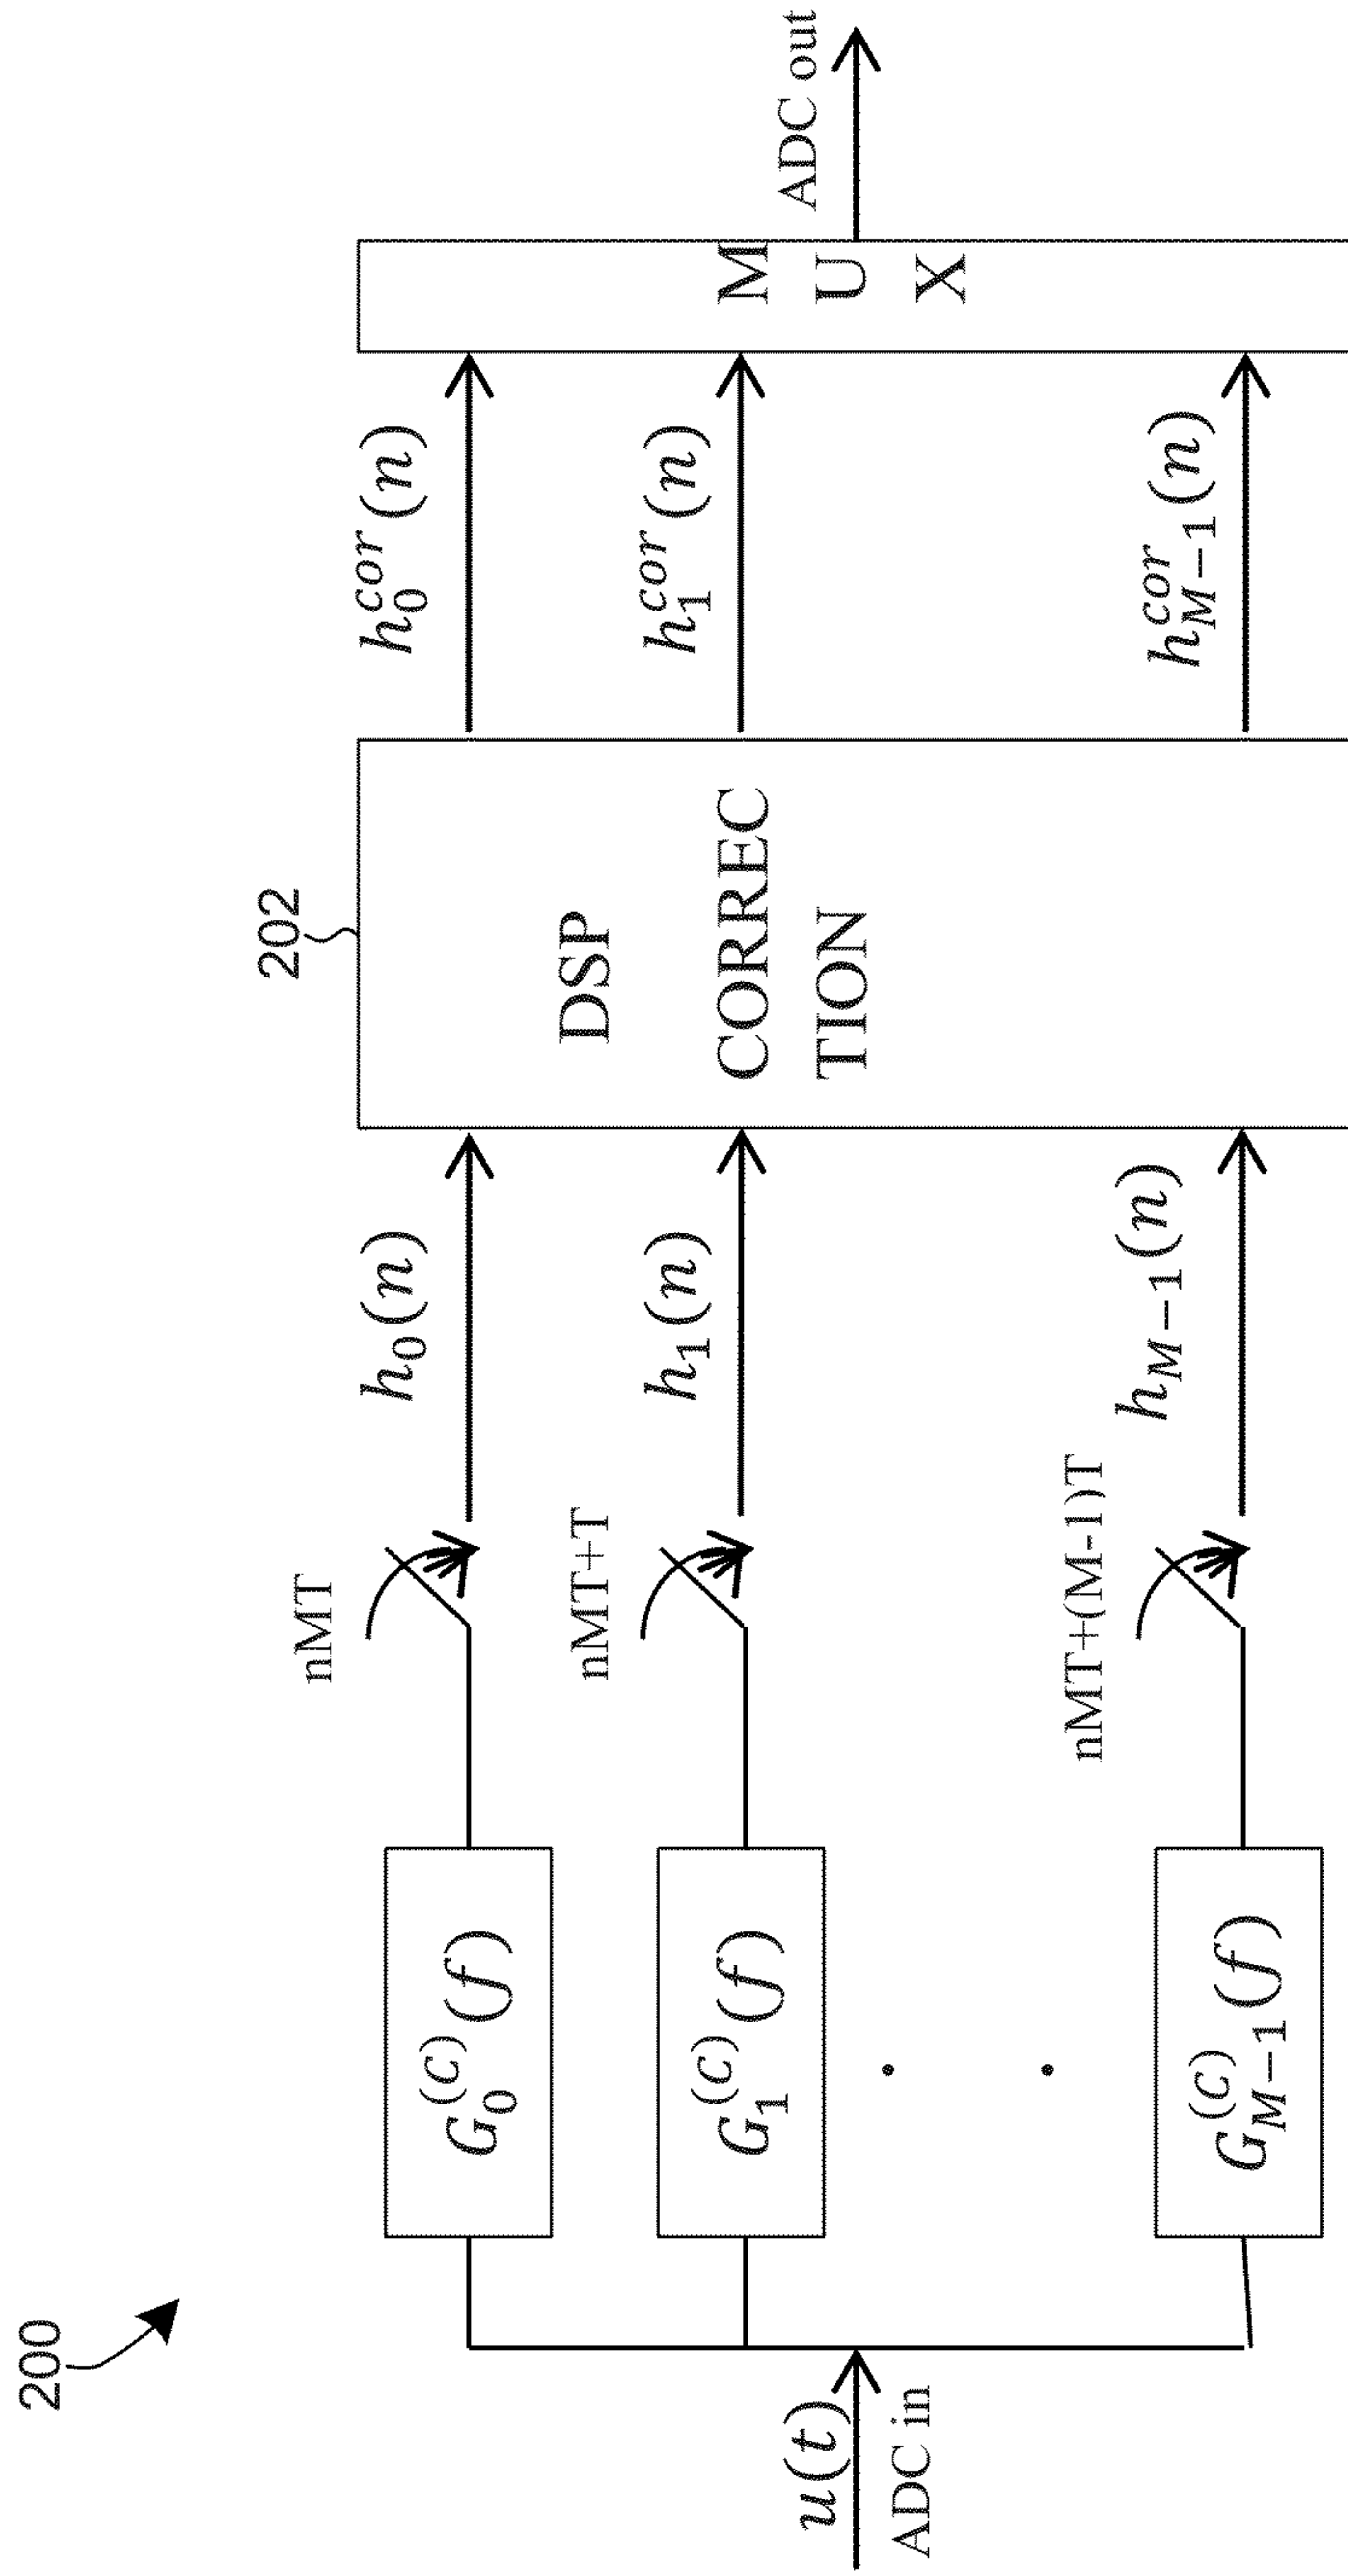 200
202
u(t)
ADC in
G_0^{(C)}(f)
G_1^{(C)}(f)
.
.
G_{M-1}^{(C)}(f)
nMT
nMT+T
nMT+(M-1)T
h_0(n)
h_1(n)
h_{M-1}(n)
DSP
CORREC
TION
h_0^{cor}(n)
h_1^{cor}(n)
h_{M-1}^{cor}(n)
M
U
X
ADC out